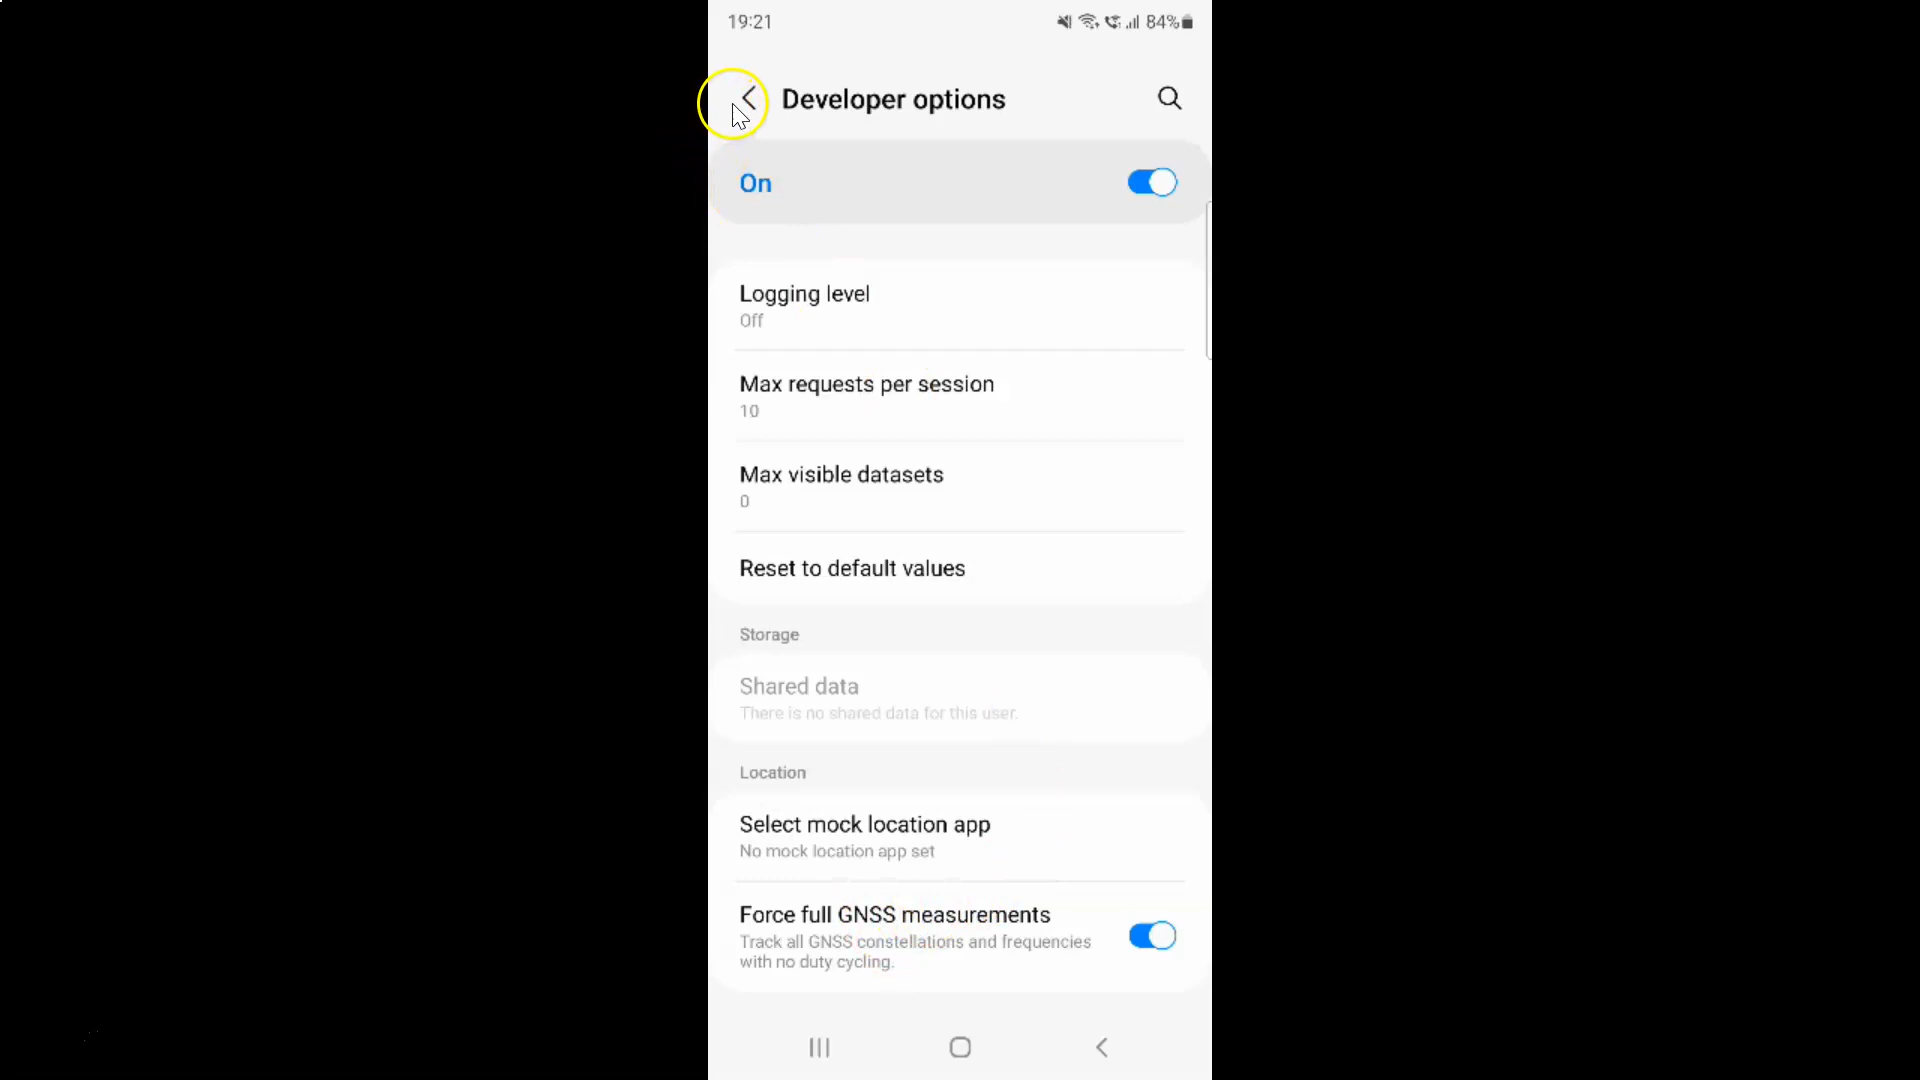 19:21
84%
Developer options
On
Logging level
Off
Max requests per session
10
Max visible datasets
0
Reset to default values
Storage
Shared data
There is no shared data for this user.
Location
Select mock location app
No mock location app set
Force full GNSS measurements
Track all GNSS constellations and frequencies
with no duty cycling.